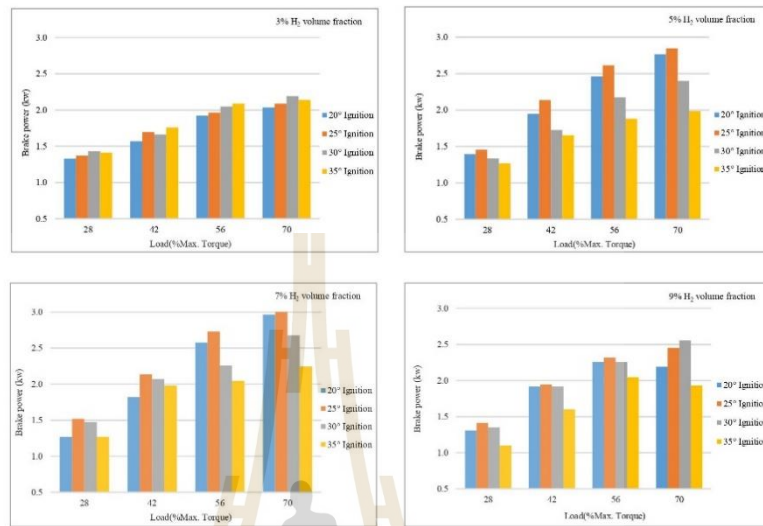 3% H₂ volume fraction
3.0
2.5
2.0
1.5
1.0
0.5
Brake power (kw)
28 42 56 70
Load(%Max. Torque)
20° Ignition
25° Ignition
30° Ignition
35° Ignition
5% H₂ volume fraction
3.0
2.5
2.0
1.5
1.0
0.5
Brake power (kw)
28 42 56 70
Load(%Max. Torque)
20° Ignition
25° Ignition
30° Ignition
35° Ignition
7% H₂ volume fraction
3.0
2.5
2.0
1.5
1.0
0.5
Brake power (kw)
28 42 56 70
Load(%Max. Torque)
20° Ignition
25° Ignition
30° Ignition
35° Ignition
9% H₂ volume fraction
3.0
2.5
2.0
1.5
1.0
0.5
Brake power (kw)
28 42 56 70
Load(%Max. Torque)
20° Ignition
25° Ignition
30° Ignition
35° Ignition